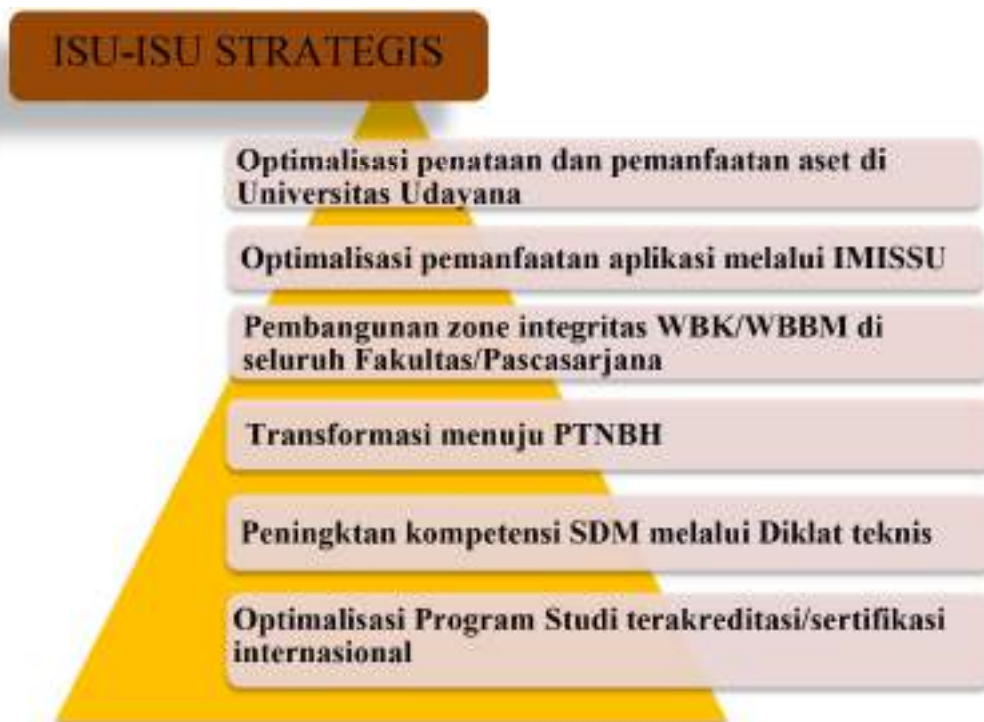 ISU-ISU STRATEGIS
Optimalisasi penataan dan pemanfaatan aset di
Universitas Udayana
Optimalisasi pemanfaatan aplikasi melalui IMISSU
Pembangunan zone integritas WBK/WBBM di
seluruh Fakultas/Pascasarjana
Transformasi menuju PTNBH
Peningktan kompetensi SDM melalui Diklat teknis
Optimalisasi Program Studi terakreditasi/sertifikasi
internasional